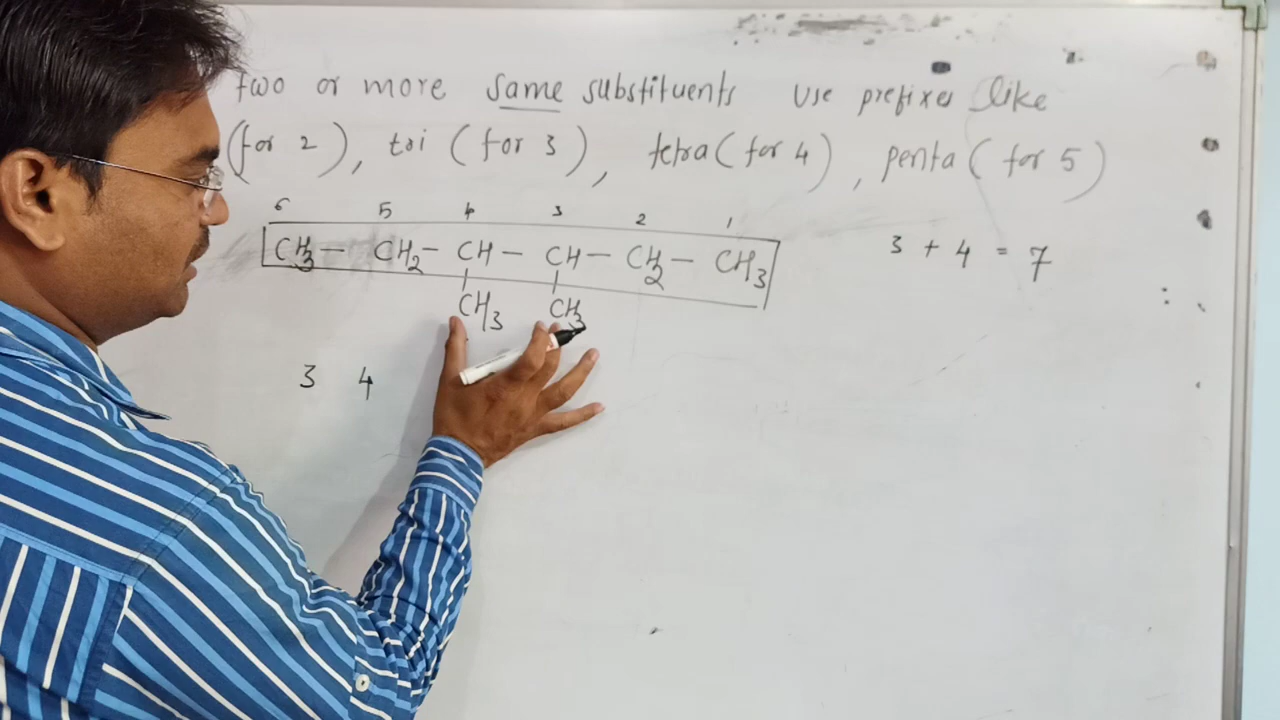 two or more same substituents use prefixes like
(for 2), tri (for 3), tetra (for 4), penta (for 5)
6 5 4 3 2 1
CH3 — CH2 — CH — CH — CH2 — CH3
3 + 4 = 7
CH3 CH3
3 4